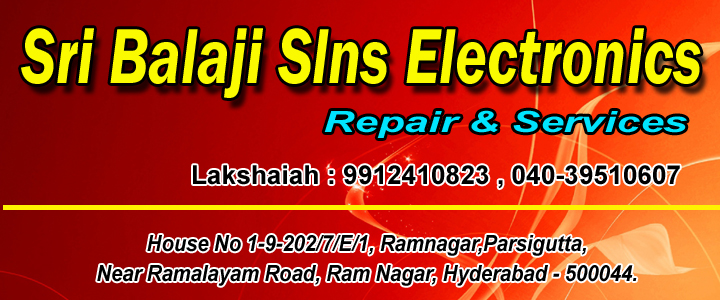 Sri Balaji Slns Electronics
Repair & Services
Lakshaiah : 9912410823 , 040-39510607
House No 1-9-202/7/E/1, Ramnagar,Parsigutta,
Near Ramalayam Road, Ram Nagar, Hyderabad - 500044.